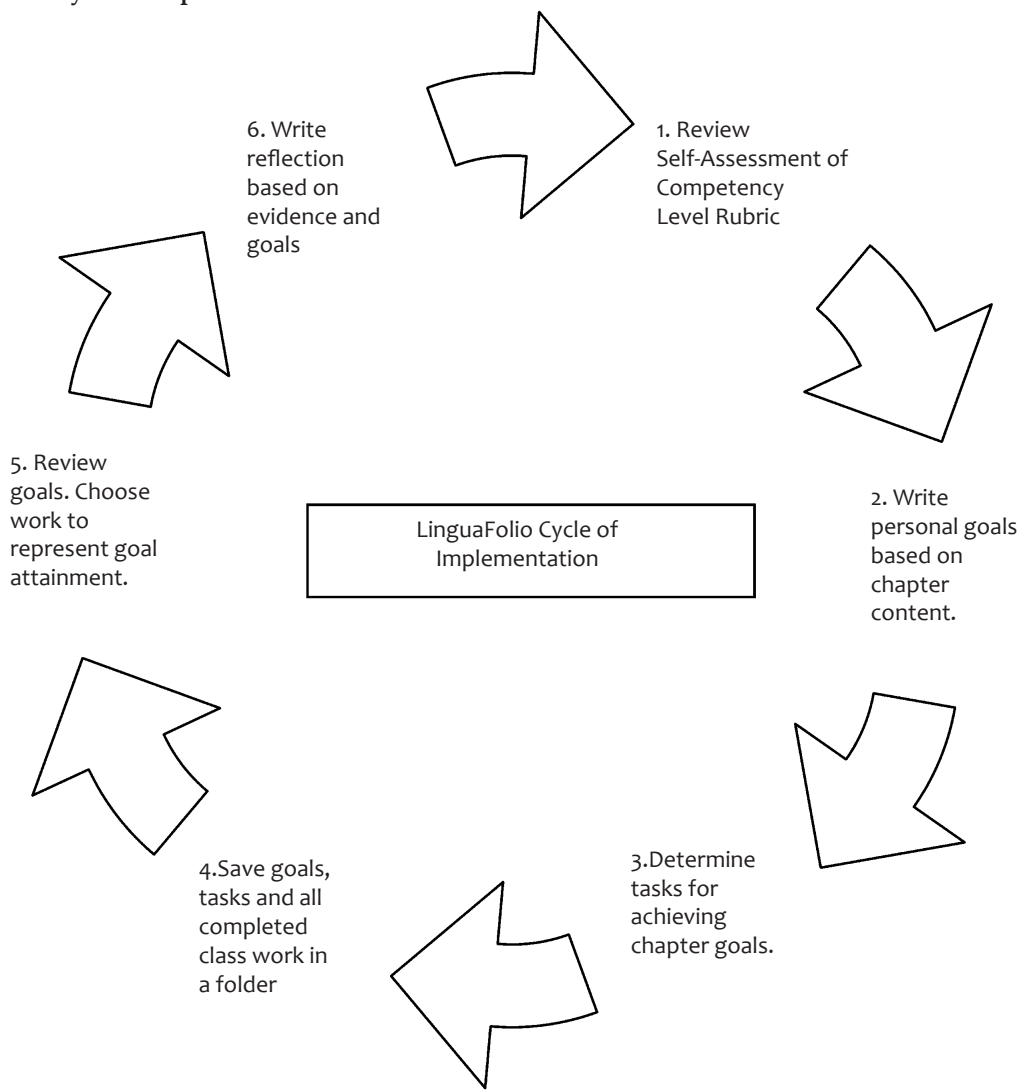 6. Write
reflection
based on
evidence and
goals
1. Review
Self-Assessment of
Competency
Level Rubric
5. Review
goals. Choose
work to
represent goal
attainment.
LinguaFolio Cycle of
Implementation
2. Write
personal goals
based on
chapter
content.
4.Save goals,
tasks and all
completed
class work in
a folder
3.Determine
tasks for
achieving
chapter goals.